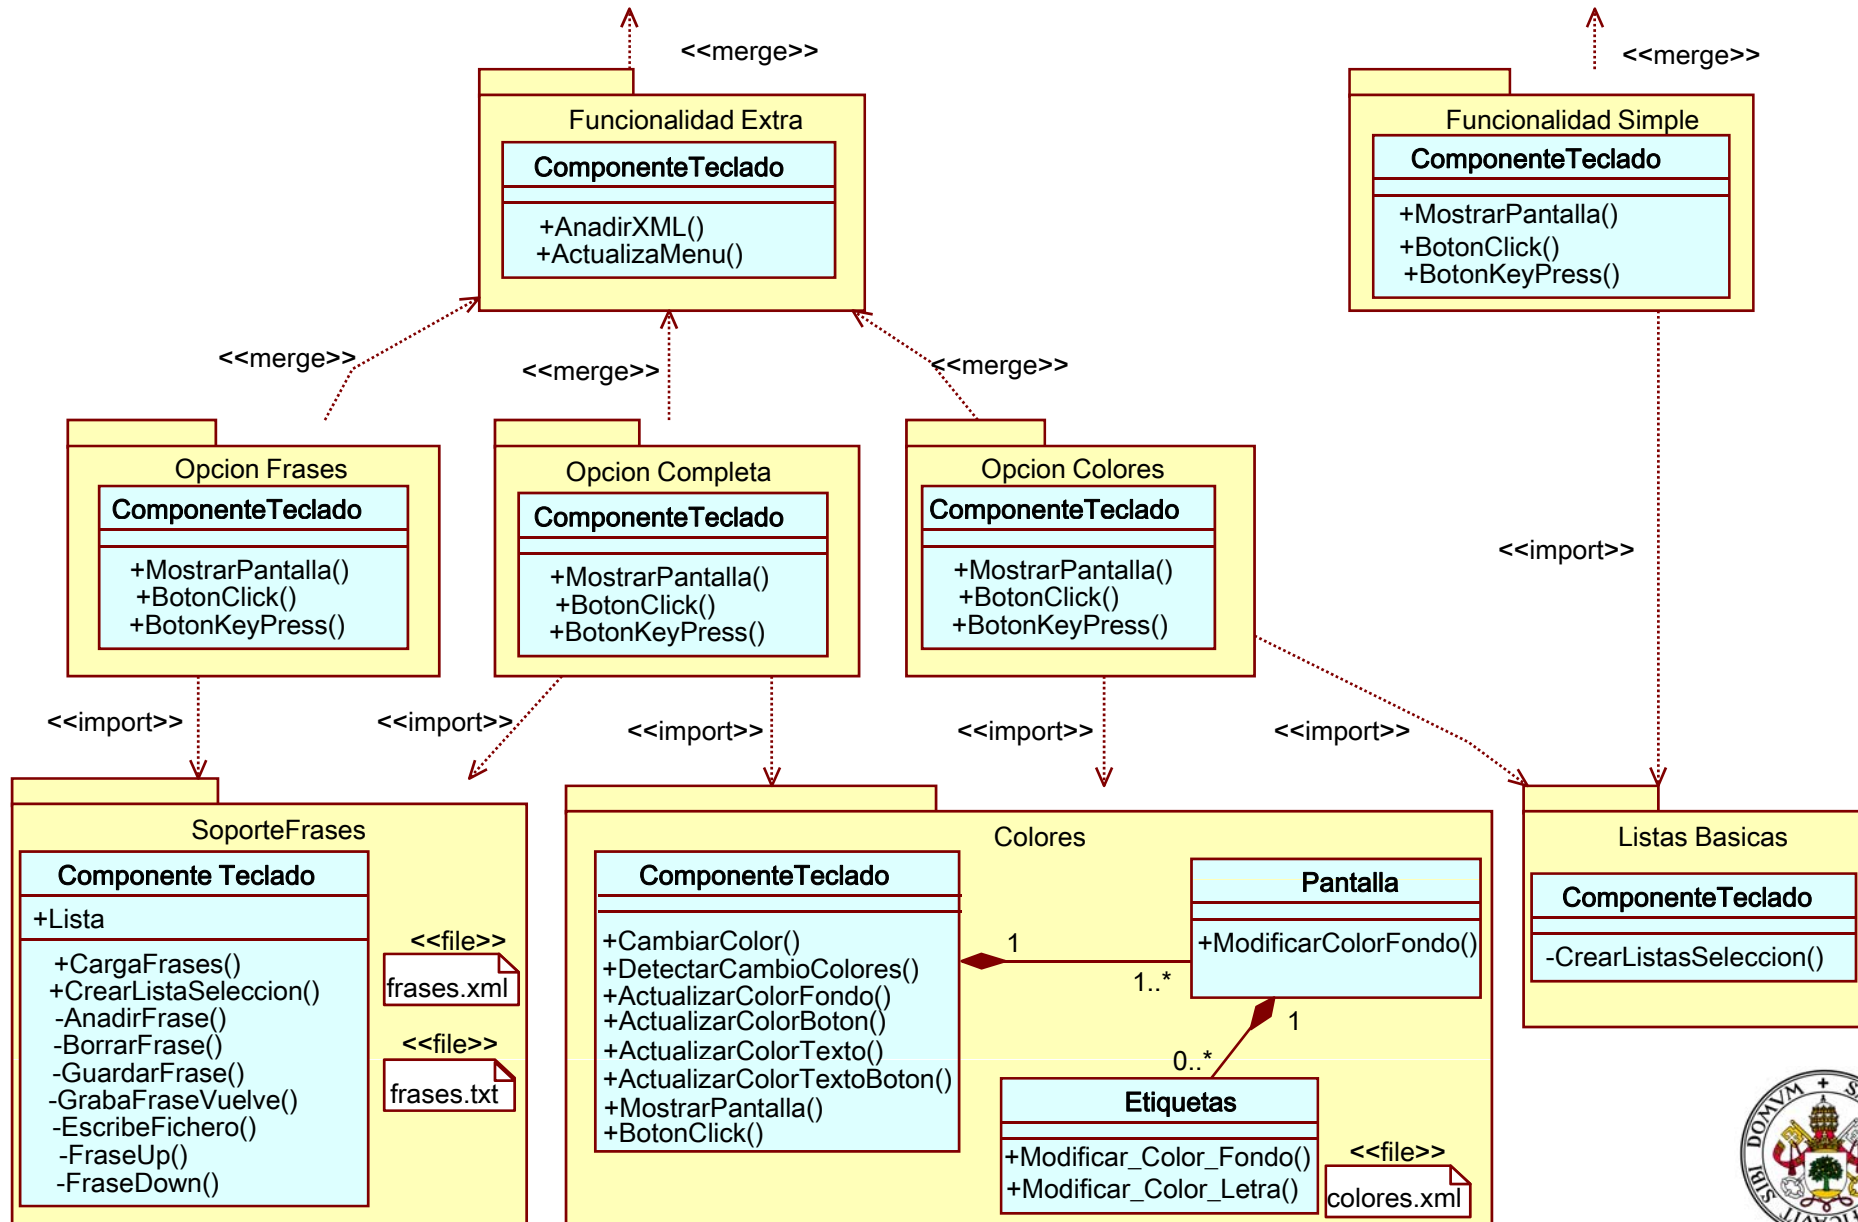 <<merge>>
<<merge>>
Funcionalidad Extra
ComponenteTeclado
+AnadirXML()
+ActualizaMenu()
Funcionalidad Simple
ComponenteTeclado
+MostrarPantalla()
+BotonClick()
+BotonKeyPress()
<<merge>>
<<merge>>
<<merge>>
Opcion Frases
ComponenteTeclado
+MostrarPantalla()
+BotonClick()
+BotonKeyPress()
Opcion Completa
ComponenteTeclado
+MostrarPantalla()
+BotonClick()
+BotonKeyPress()
Opcion Colores
ComponenteTeclado
+MostrarPantalla()
+BotonClick()
+BotonKeyPress()
<<import>>
<<import>>
<<import>>
<<import>>
<<import>>
<<import>>
SoporteFrases
Componente Teclado
+Lista
+CargaFrases()
+CrearListaSeleccion()
-AnadirFrase()
-BorrarFrase()
-GuardarFrase()
-GrabaFraseVuelve()
-EscribeFichero()
-FraseUp()
-FraseDown()
<<file>>
frases.xml
<<file>>
frases.txt
Colores
ComponenteTeclado
+CambiarColor()
+DetectarCambioColores()
+ActualizarColorFondo()
+ActualizarColorBoton()
+ActualizarColorTexto()
+ActualizarColorTextoBoton()
+MostrarPantalla()
+BotonClick()
1
1..*
Pantalla
+ModificarColorFondo()
1
0..*
Etiquetas
+Modificar_Color_Fondo()
+Modificar_Color_Letra()
<<file>>
colores.xml
Listas Basicas
ComponenteTeclado
-CrearListasSeleccion()
SIBI DOMVM